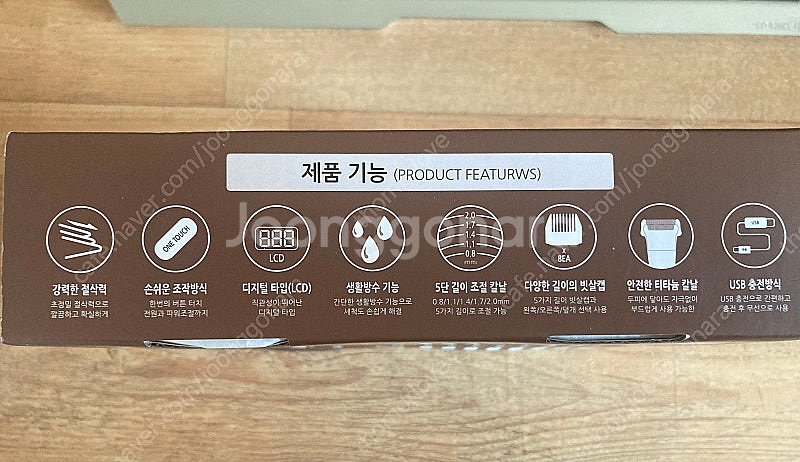 제품 기능 (PRODUCT FEATURWS)
강력한 절삭력
초정밀 절삭력으로
깔끔하고 확실하게
ONE TOUCH
손쉬운 조작방식
한번의 버튼 터치
전원과 파워조절까지
888
LCD
디지털 타입(LCD)
직관성이 뛰어난
디지털 타입
생활방수 기능
간단한 생활방수 기능으로
세척도 손쉽게 해결
2.0
1.7
1.4
1.1
0.8
mm
5단 길이 조절 칼날
0.8/1.1/1.4/1.7/2.0mm
5가지 길이로 조절 가능
X
8EA
다양한 길이의 빗살캡
5가지 길이 빗살캡과
왼쪽/오른쪽/덮개 선택 사용
안전한 티타늄 칼날
두피에 닿아도 자극없이
부드럽게 사용 가능한
USB
USB 충전방식
USB 충전으로 간편하고
충전 후 무선으로 사용
Joonggonara
cafe.naver.com/joonggonara